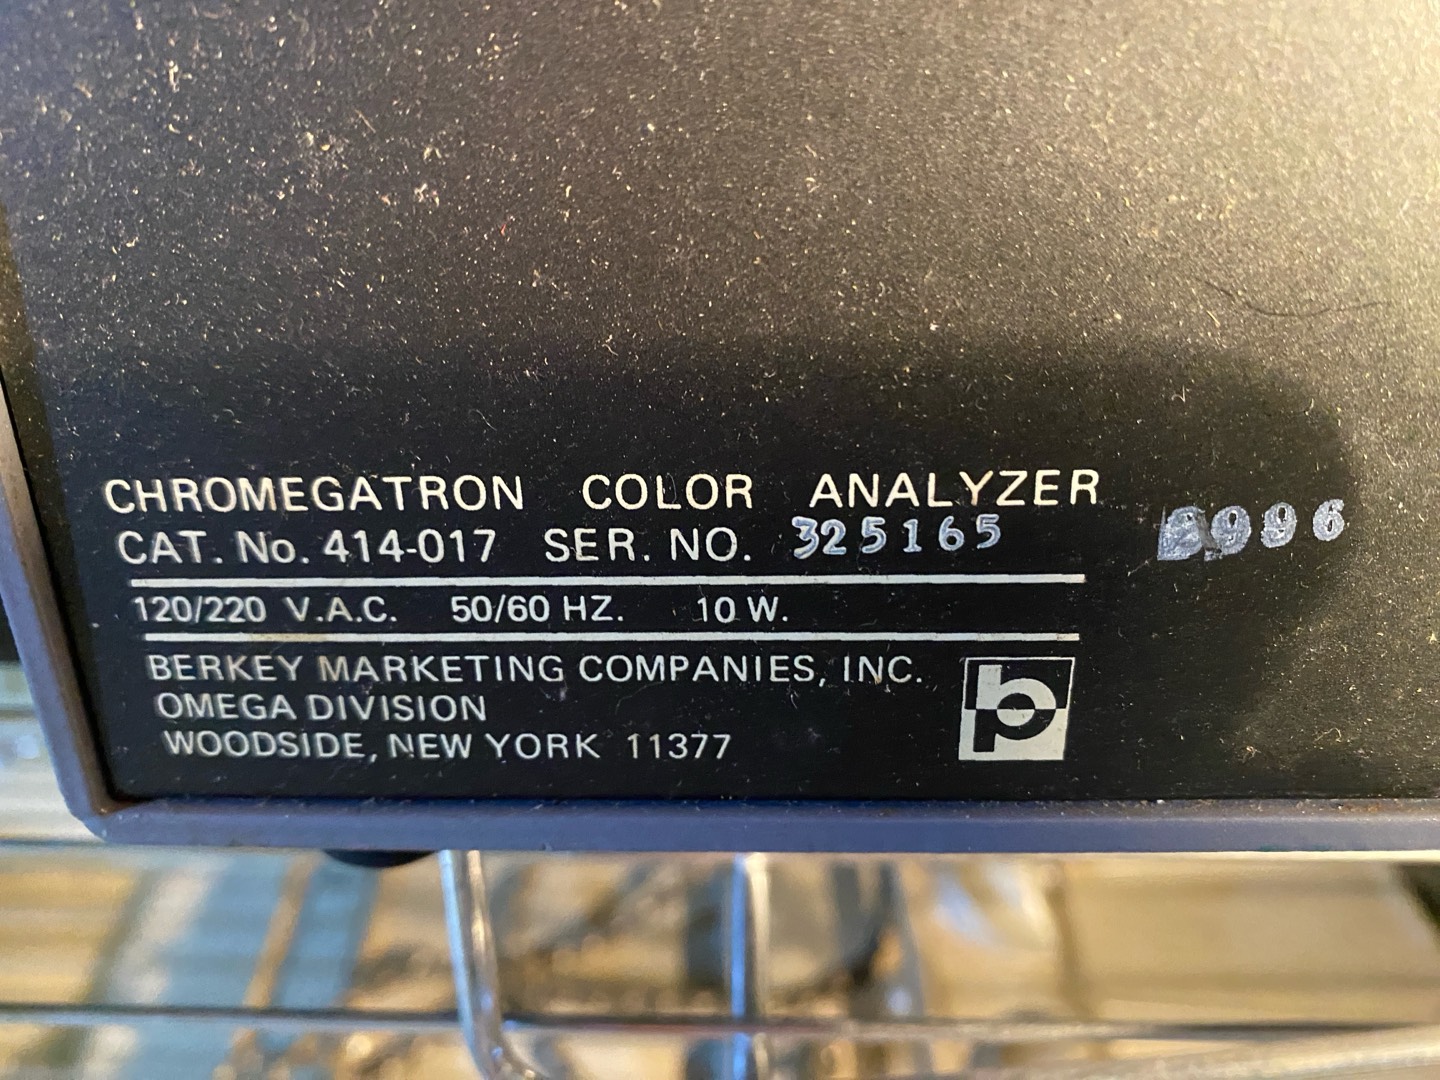 CHROMEGATRON COLOR ANALYZER
CAT. No. 414-017 SER. NO. 325165
120/220 V.A.C. 50/60 HZ. 10 W.
BERKEY MARKETING COMPANIES, INC.
OMEGA DIVISION
WOODSIDE, NEW YORK 11377
bp